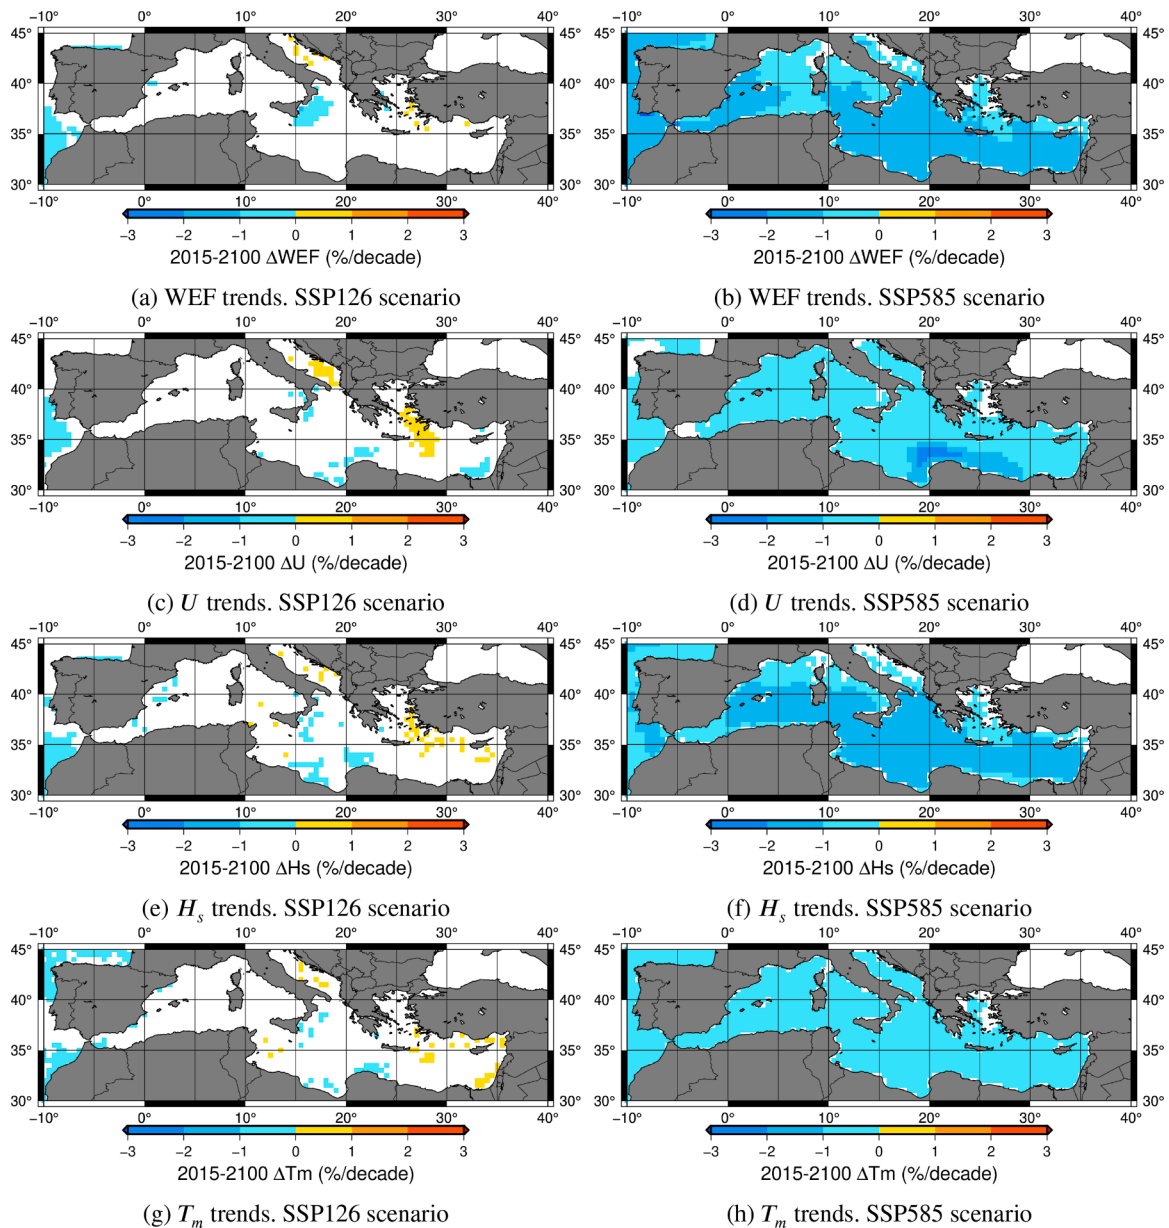 −10° 0° 10° 20° 30° 40° −10° 0° 10° 20° 30° 40°
45° 45° 45° 45°
40° 40° 40° 40°
35° 35° 35° 35°
30° 30° 30° 30°
−10° 0° 10° 20° 30° 40° −10° 0° 10° 20° 30° 40°
−3 −2 −1 0 1 2 3 −3 −2 −1 0 1 2 3
2015-2100 ΔWEF (%/decade) 2015-2100 ΔWEF (%/decade)
(a) WEF trends. SSP126 scenario (b) WEF trends. SSP585 scenario
−10° 0° 10° 20° 30° 40° −10° 0° 10° 20° 30° 40°
45° 45° 45° 45°
40° 40° 40° 40°
35° 35° 35° 35°
30° 30° 30° 30°
−10° 0° 10° 20° 30° 40° −10° 0° 10° 20° 30° 40°
−3 −2 −1 0 1 2 3 −3 −2 −1 0 1 2 3
2015-2100 ΔU (%/decade) 2015-2100 ΔU (%/decade)
(c) U trends. SSP126 scenario (d) U trends. SSP585 scenario
−10° 0° 10° 20° 30° 40° −10° 0° 10° 20° 30° 40°
45° 45° 45° 45°
40° 40° 40° 40°
35° 35° 35° 35°
30° 30° 30° 30°
−10° 0° 10° 20° 30° 40° −10° 0° 10° 20° 30° 40°
−3 −2 −1 0 1 2 3 −3 −2 −1 0 1 2 3
2015-2100 ΔHs (%/decade) 2015-2100 ΔHs (%/decade)
(e) H_s trends. SSP126 scenario (f) H_s trends. SSP585 scenario
−10° 0° 10° 20° 30° 40° −10° 0° 10° 20° 30° 40°
45° 45° 45° 45°
40° 40° 40° 40°
35° 35° 35° 35°
30° 30° 30° 30°
−10° 0° 10° 20° 30° 40° −10° 0° 10° 20° 30° 40°
−3 −2 −1 0 1 2 3 −3 −2 −1 0 1 2 3
2015-2100 ΔTm (%/decade) 2015-2100 ΔTm (%/decade)
(g) T_m trends. SSP126 scenario (h) T_m trends. SSP585 scenario